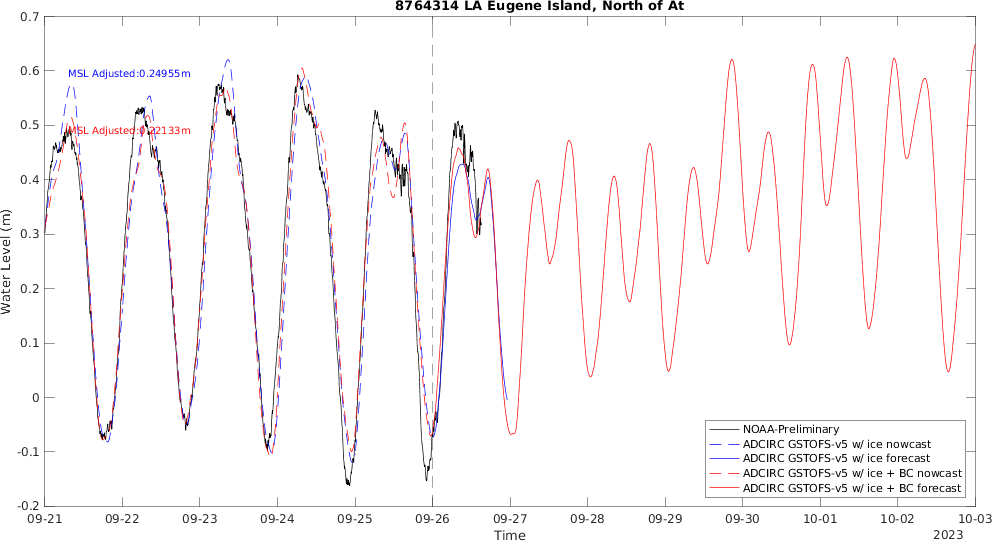 8764314 LA Eugene Island, North of At
0.7
0.6
0.5
0.4
0.3
0.2
0.1
0
-0.1
-0.2
Water Level (m)
MSL Adjusted:0.24955m
MSL Adjusted:0.22133m
NOAA-Preliminary
ADCIRC GSTOFS-v5 w/ ice nowcast
ADCIRC GSTOFS-v5 w/ ice forecast
ADCIRC GSTOFS-v5 w/ ice + BC nowcast
ADCIRC GSTOFS-v5 w/ ice + BC forecast
09-21 09-22 09-23 09-24 09-25 09-26 09-27 09-28 09-29 09-30 10-01 10-02 10-03
Time
2023